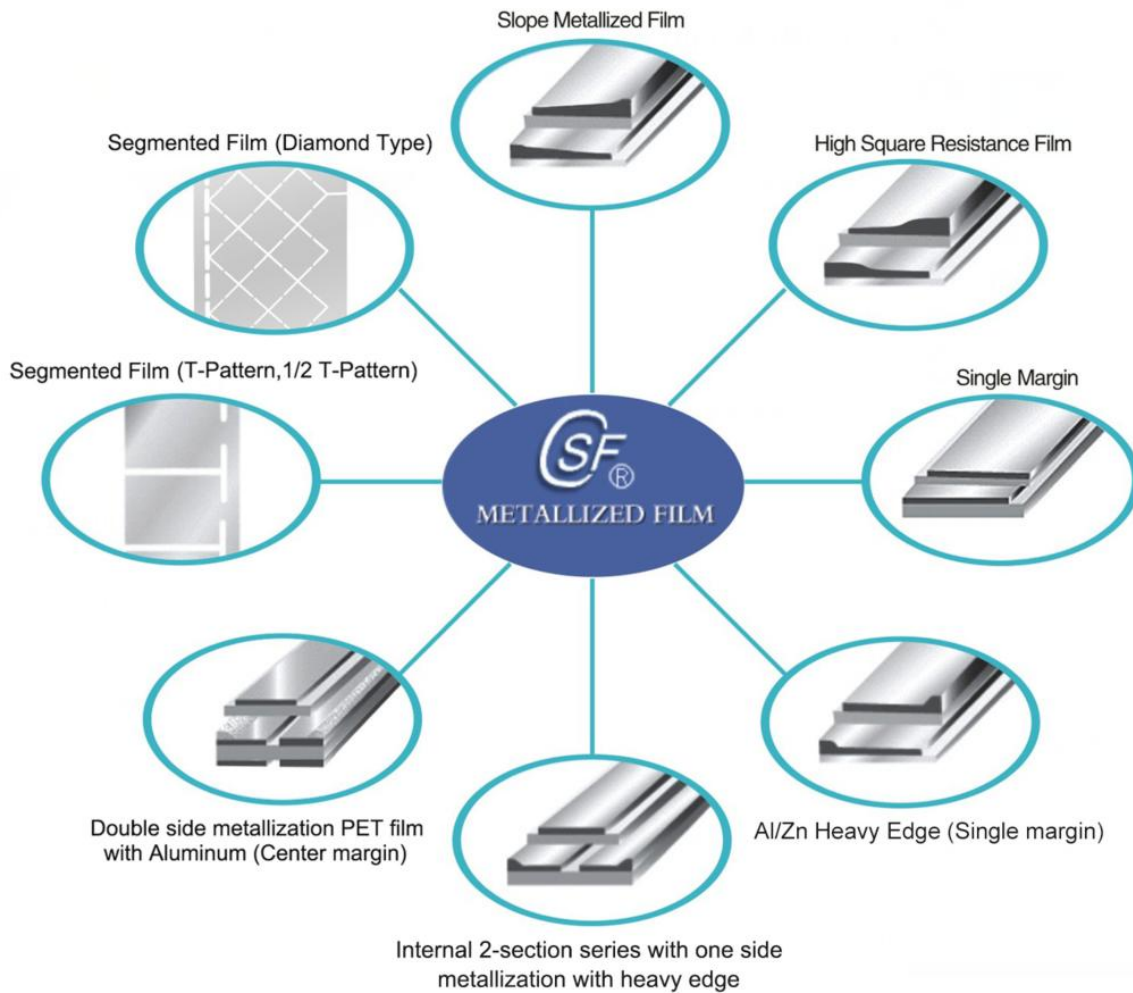 Slope Metallized Film
Segmented Film (Diamond Type)
High Square Resistance Film
Segmented Film (T-Pattern,1/2 T-Pattern)
Single Margin
CSF®
METALLIZED FILM
Double side metallization PET film
with Aluminum (Center margin)
Al/Zn Heavy Edge (Single margin)
Internal 2-section series with one side
metallization with heavy edge